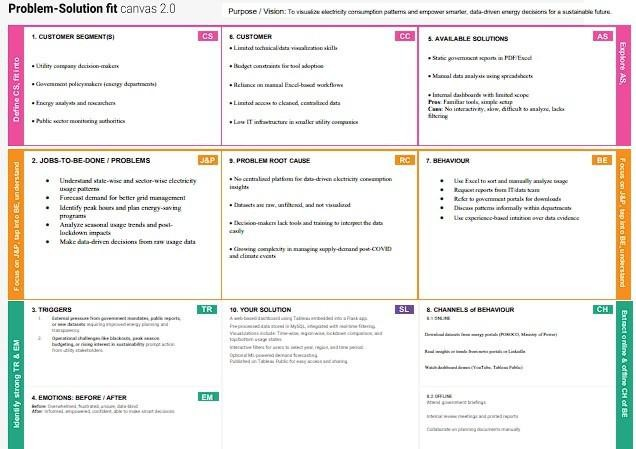 Problem-Solution fit canvas 2.0
Purpose / Vision: To visualize electricity consumption patterns and empower smarter, data-driven energy decisions for a sustainable future.
Define CS, fit into
1. CUSTOMER SEGMENT(S)
CS
• Utility company decision-makers
• Government policymakers (energy departments)
• Energy analysts and researchers
• Public sector monitoring authorities
6. CUSTOMER
CC
• Limited technical/data visualization skills
• Budget constraints for tool adoption
• Reliance on manual Excel-based workflows
• Limited access to cleaned, centralized data
• Low IT infrastructure in smaller utility companies
5. AVAILABLE SOLUTIONS
AS
• Static government reports in PDF/Excel
• Manual data analysis using spreadsheets
• Internal dashboards with limited scope
Pros: Familiar tools, simple setup
Cons: No interactivity, slow, difficult to analyze, lacks
filtering
Explore AS,
Focus on J&P, tap into BE, understand
2. JOBS-TO-BE-DONE / PROBLEMS
J&P
• Understand state-wise and sector-wise electricity
usage patterns
• Forecast demand for better grid management
• Identify peak hours and plan energy-saving
programs
• Analyze seasonal usage trends and post-
lockdown impacts
• Make data-driven decisions from raw usage data
9. PROBLEM ROOT CAUSE
RC
• No centralized platform for data-driven electricity consumption
insights
• Datasets are raw, unfiltered, and not visualized
• Decision-makers lack tools and training to interpret the data
easily
• Growing complexity in managing supply-demand post-COVID
and climate events
7. BEHAVIOUR
BE
• Use Excel to sort and manually analyze usage
• Request reports from IT/data team
• Refer to government portals for downloads
• Discuss patterns informally within departments
• Use experience-based intuition over data evidence
Focus on J&P, tap into BE, understand
Identify strong TR & EM
3. TRIGGERS
TR
1. External pressure from government mandates, public reports,
or new datasets requiring improved energy planning and
transparency.
2. Operational challenges like blackouts, peak season
budgeting, or rising interest in sustainability prompt action
from utility stakeholders.
4. EMOTIONS: BEFORE / AFTER
EM
Before: Overwhelmed, frustrated, unsure, data-blind
After: Informed, empowered, confident, able to make smart decisions
10. YOUR SOLUTION
SL
A web-based dashboard using Tableau embedded into a Flask app.
Pre-processed data stored in MySQL, integrated with real-time filtering.
Visualizations include: Time-wise, region-wise, lockdown comparisons, and
top/bottom usage states
Interactive filters for users to select year, region, and time period
Optional ML-powered demand forecasting.
Published on Tableau Public for easy access and sharing.
8. CHANNELS of BEHAVIOUR
CH
8.1 ONLINE
Download datasets from energy portals (POSOCO, Ministry of Power)
Read insights or trends from news portals or LinkedIn
Watch dashboard demos (YouTube, Tableau Public)
8.2 OFFLINE
Attend government briefings
Internal review meetings and printed reports
Collaborate on planning documents manually
Extract online & offline CH of BE